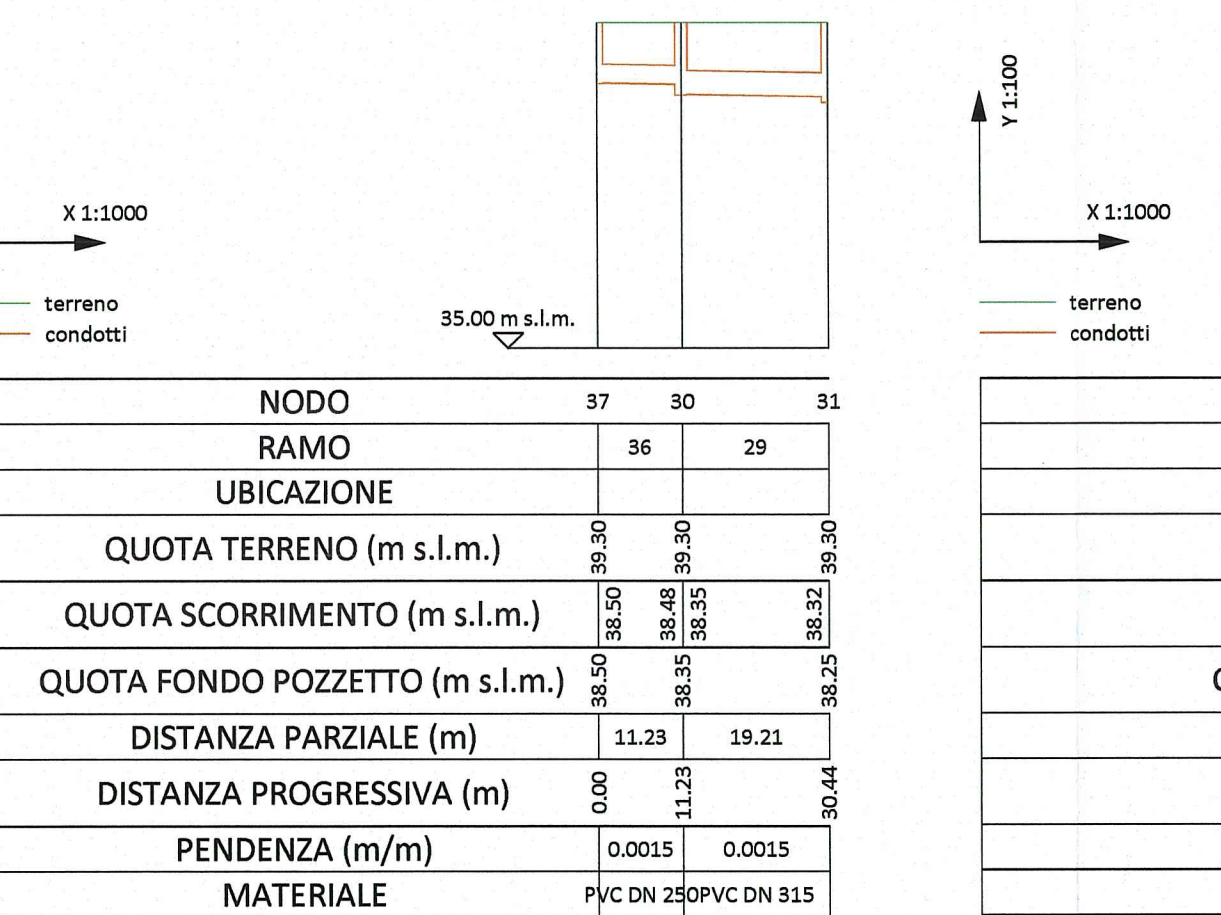 Y 1:100
X 1:1000
X 1:1000
terreno
condotti
35.00 m s.l.m.
terreno
condotti
NODO 37 30 31
RAMO 36 29
UBICAZIONE
QUOTA TERRENO (m s.l.m.) 39.30 39.30 39.30
QUOTA SCORRIMENTO (m s.l.m.) 38.50 38.48 38.35 38.32
QUOTA FONDO POZZETTO (m s.l.m.) 38.50 38.35 38.25
DISTANZA PARZIALE (m) 11.23 19.21
DISTANZA PROGRESSIVA (m) 0.00 11.23 30.44
PENDENZA (m/m) 0.0015 0.0015
MATERIALE PVC DN 250 PVC DN 315